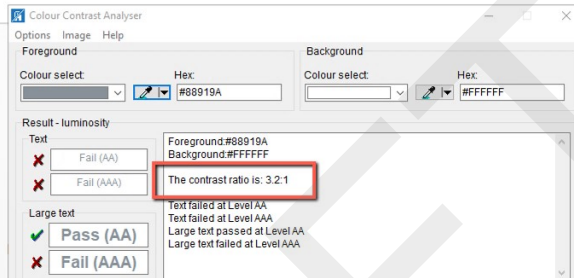 Colour Contrast Analyser
Options Image Help
Foreground
Background
Colour select:
Hex:
#88919A
Colour select:
Hex:
#FFFFFF
Result - luminosity
Text
Fail (AA)
Fail (AAA)
Large text
Pass (AA)
Fail (AAA)
Foreground:#88919A
Background:#FFFFFF
The contrast ratio is: 3.2:1
Text failed at Level AA
Text failed at Level AAA
Large text passed at Level AA
Large text failed at Level AAA